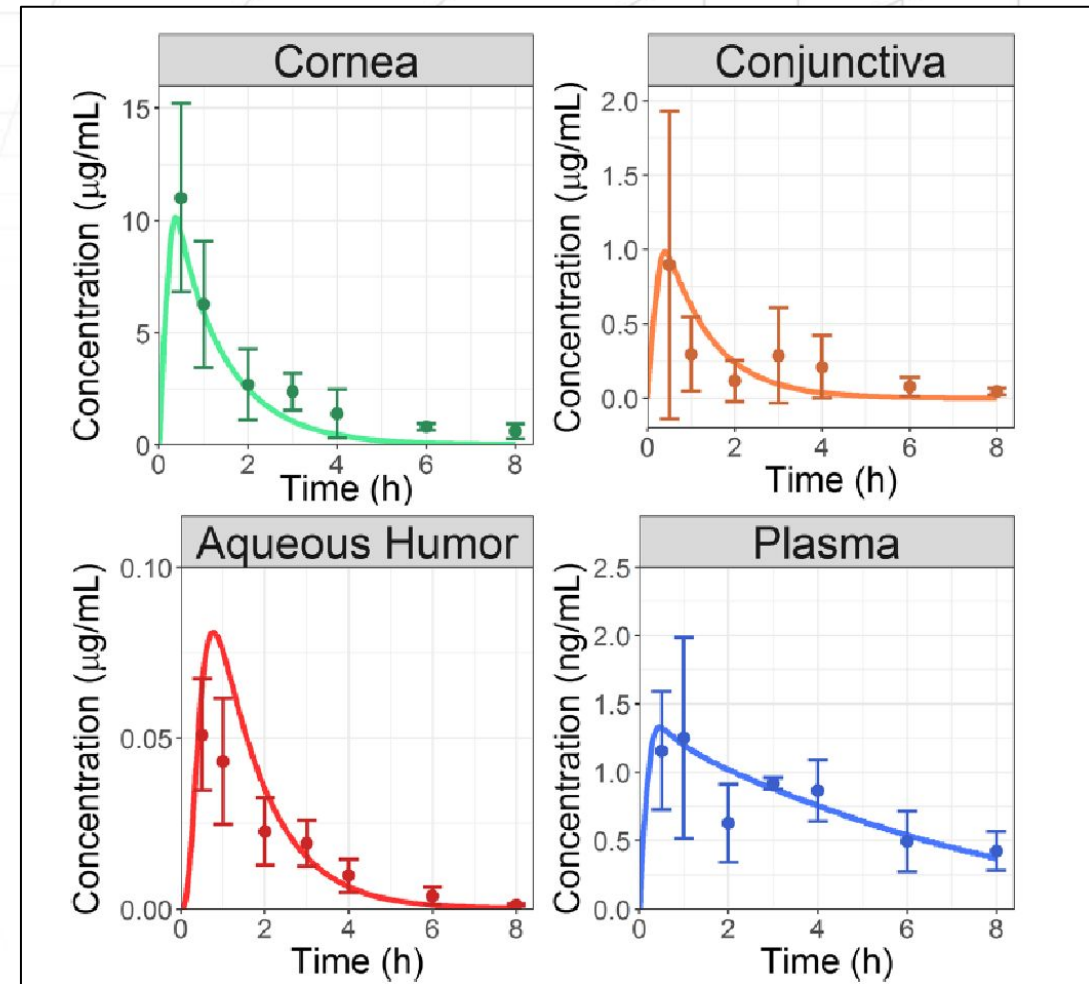 Cornea
Concentration (μg/mL)
15
10
5
0
0 2 4 6 8
Time (h)
Conjunctiva
Concentration (μg/mL)
2.0
1.5
1.0
0.5
0.0
0 2 4 6 8
Time (h)
Aqueous Humor
Concentration (μg/mL)
0.10
0.05
0.00
0 2 4 6 8
Time (h)
Plasma
Concentration (ng/mL)
2.5
2.0
1.5
1.0
0.5
0.0
0 2 4 6 8
Time (h)